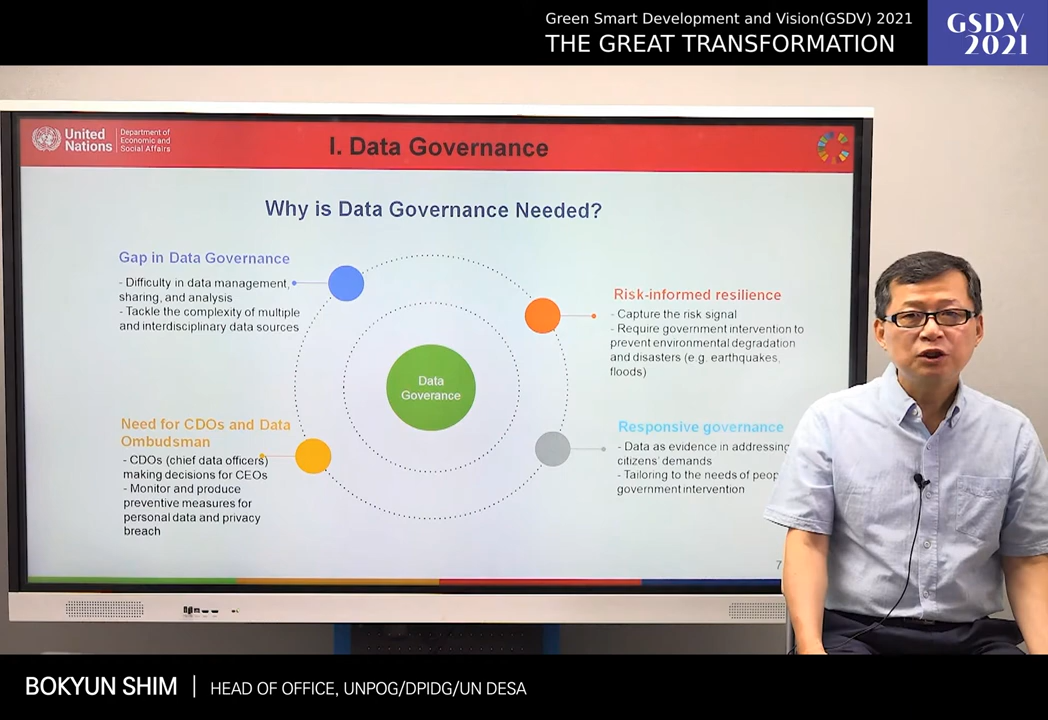 Green Smart Development and Vision(GSDV) 2021
THE GREAT TRANSFORMATION
GSDV
2021
United
Nations
Department of
Economic and
Social Affairs
I. Data Governance
Why is Data Governance Needed?
Gap in Data Governance
- Difficulty in data management,
sharing, and analysis
- Tackle the complexity of multiple
and interdisciplinary data sources
Risk-informed resilience
- Capture the risk signal
- Require government intervention to
prevent environmental degradation
and disasters (e.g. earthquakes,
floods)
Data
Goverance
Need for CDOs and Data
Ombudsman
- CDOs (chief data officers)
making decisions for CEOs
- Monitor and produce
preventive measures for
personal data and privacy
breach
Responsive governance
- Data as evidence in addressing
citizens' demands
- Tailoring to the needs of
government intervention
7
BOKYUN SHIM | HEAD OF OFFICE, UNPOG/DPIDG/UN DESA